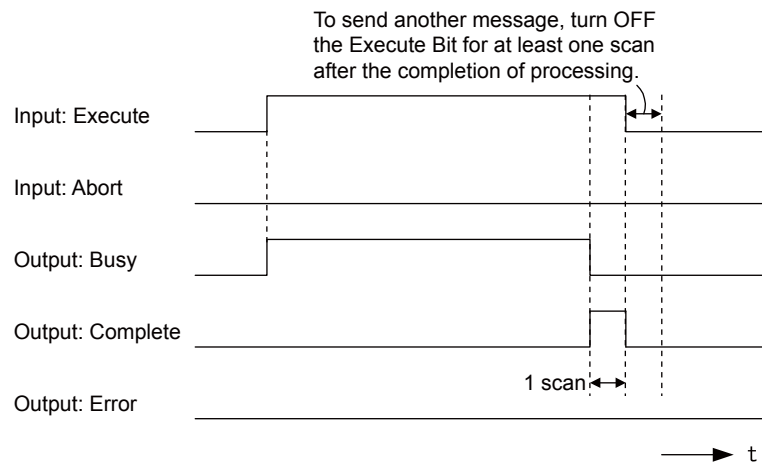 To send another message, turn OFF
the Execute Bit for at least one scan
after the completion of processing.
Input: Execute
Input: Abort
Output: Busy
Output: Complete
1 scan
Output: Error
t